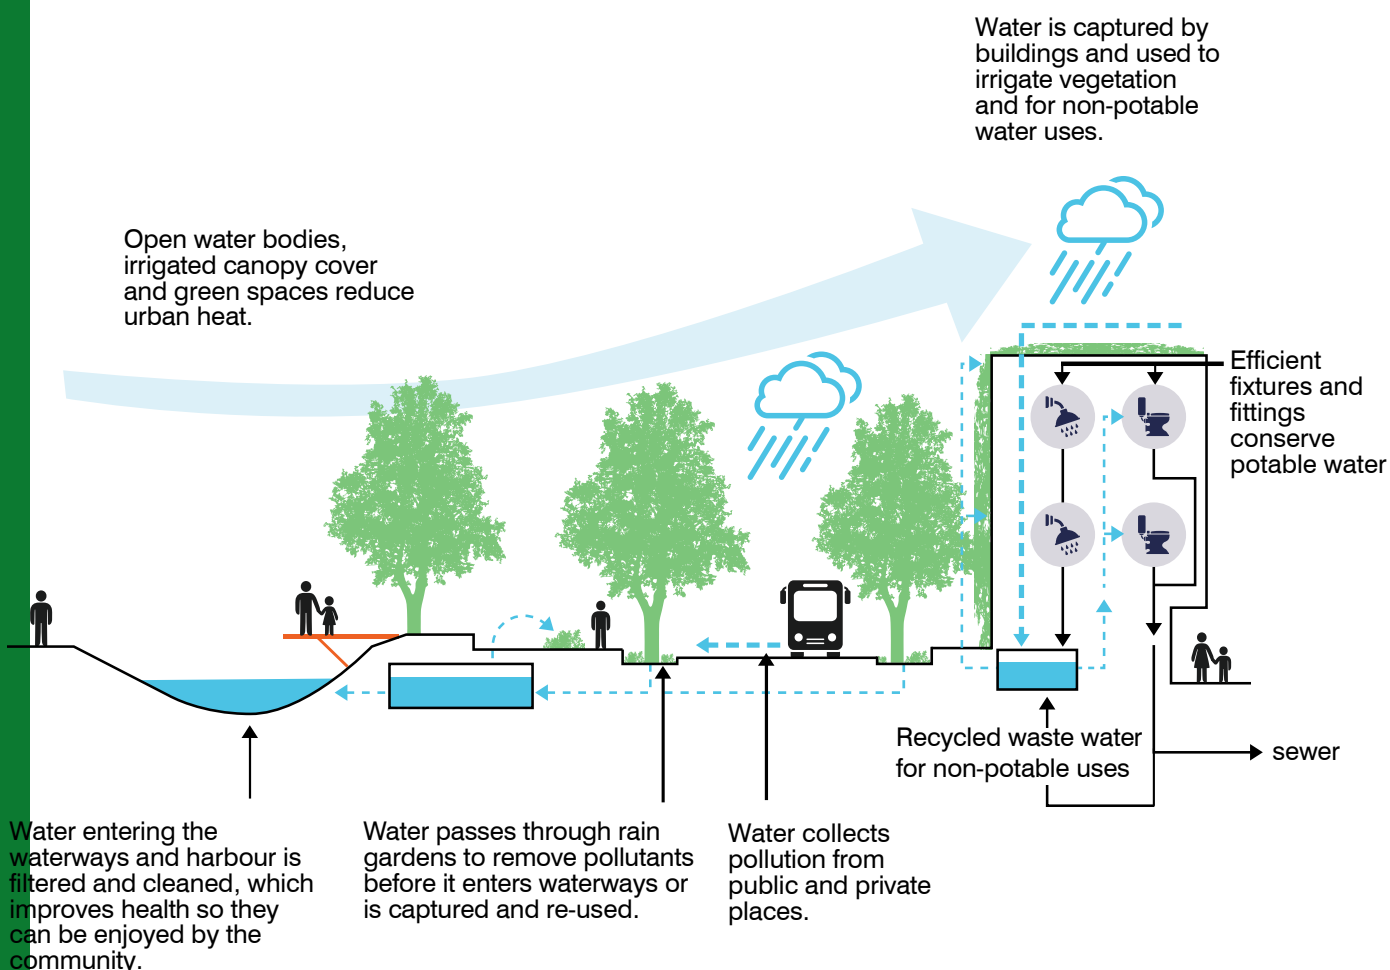 Water is captured by
buildings and used to
irrigate vegetation
and for non-potable
water uses.
Open water bodies,
irrigated canopy cover
and green spaces reduce
urban heat.
Efficient
fixtures and
fittings
conserve
potable water
Recycled waste water
for non-potable uses
sewer
Water entering the
waterways and harbour is
filtered and cleaned, which
improves health so they
can be enjoyed by the
community.
Water passes through rain
gardens to remove pollutants
before it enters waterways or
is captured and re-used.
Water collects
pollution from
public and private
places.